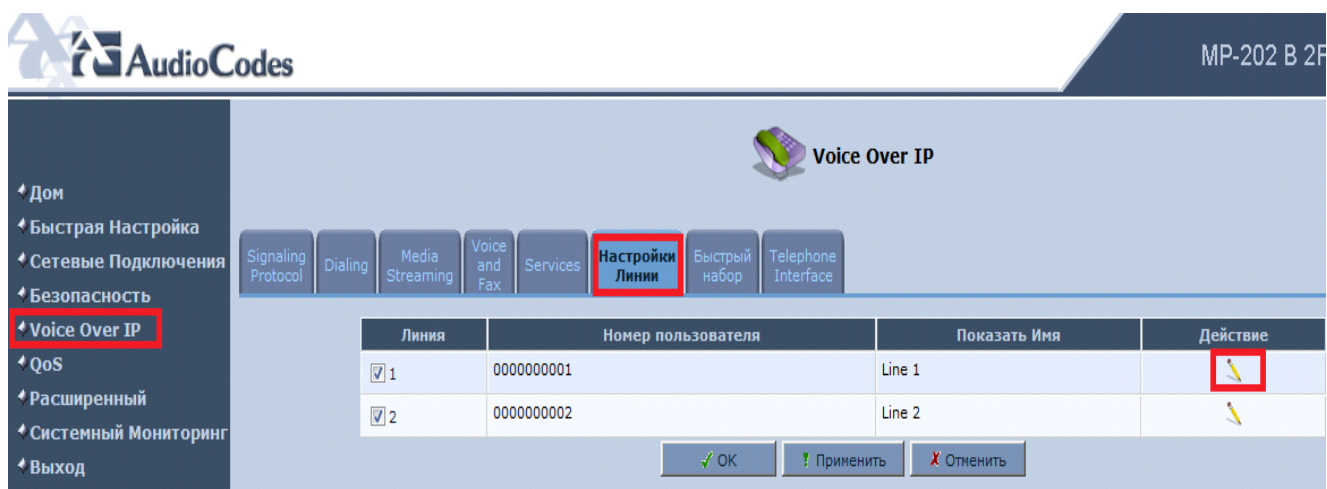 AudioCodes
MP-202 B 2F
Voice Over IP
Дом
Быстрая Настройка
Сетевые Подключения
Безопасность
Voice Over IP
QoS
Расширенный
Системный Мониторинг
Выход
Signaling Protocol
Dialing
Media Streaming
Voice and Fax
Services
Настройки Линии
Быстрый набор
Telephone Interface
Линия Номер пользователя Показать Имя Действие
1 0000000001 Line 1
2 0000000002 Line 2
OK Применить Отменить